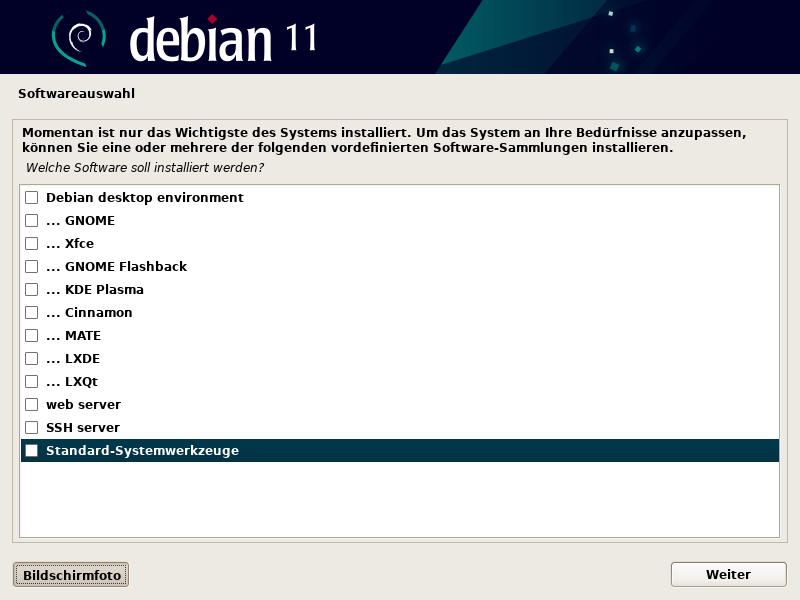 debian 11
Softwareauswahl
Momentan ist nur das Wichtigste des Systems installiert. Um das System an Ihre Bedürfnisse anzupassen,
können Sie eine oder mehrere der folgenden vordefinierten Software-Sammlungen installieren.
Welche Software soll installiert werden?
Debian desktop environment
... GNOME
... Xfce
... GNOME Flashback
... KDE Plasma
... Cinnamon
... MATE
... LXDE
... LXQt
web server
SSH server
Standard-Systemwerkzeuge
Bildschirmfoto
Weiter